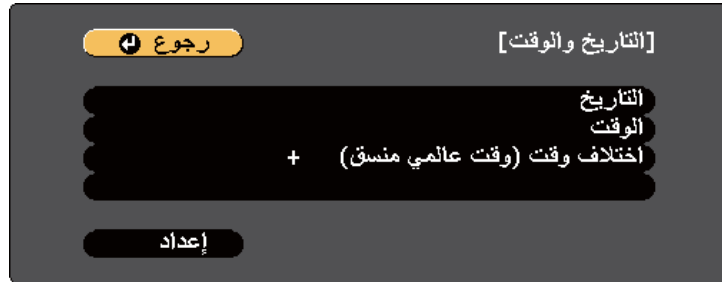 [التاريخ والوقت]
رجوع
التاريخ
الوقت
اختلاف وقت (وقت عالمي منسق) +
إعداد